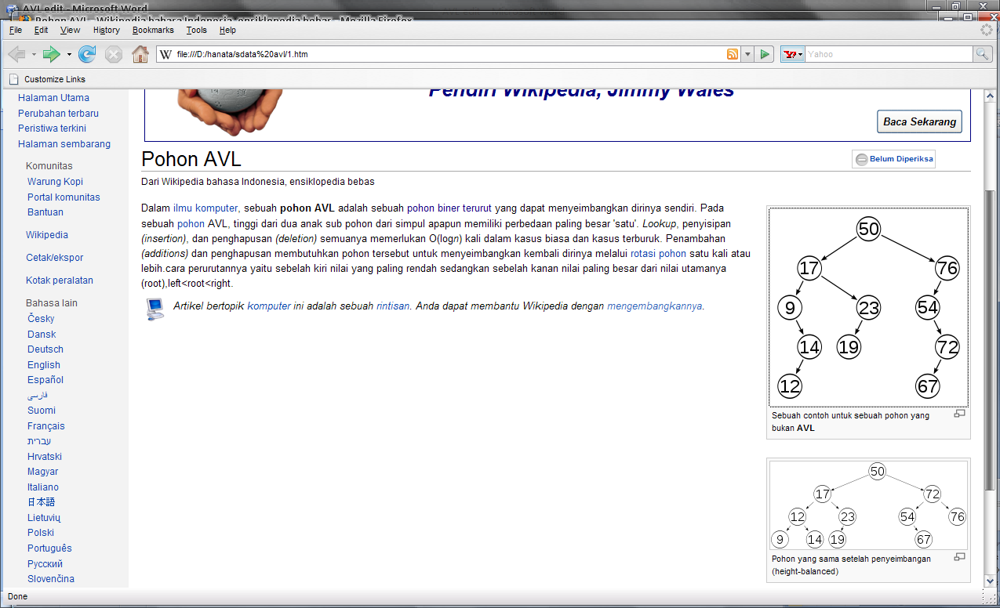 AVL edit - Microsoft Word
Pohon AVL - Wikipedia bahasa Indonesia, ensiklopedia bebas - Mozilla Firefox
File Edit View History Bookmarks Tools Help
W file:///D:/hanata/sdata%20avl/1.htm Y! Yahoo
Customize Links
Halaman Utama
Perubahan terbaru
Peristiwa terkini
Halaman sembarang
Komunitas
Warung Kopi
Portal komunitas
Bantuan
Wikipedia
Cetak/ekspor
Kotak peralatan
Bahasa lain
Česky
Dansk
Deutsch
English
Español
فارسی
Suomi
Français
עברית
Hrvatski
Magyar
Italiano
日本語
Lietuvių
Polski
Português
Русский
Slovenčina
Pendiri Wikipedia, Jimmy Wales
Baca Sekarang
Pohon AVL
Belum Diperiksa
Dari Wikipedia bahasa Indonesia, ensiklopedia bebas
Dalam ilmu komputer, sebuah pohon AVL adalah sebuah pohon biner terurut yang dapat menyeimbangkan dirinya sendiri. Pada
sebuah pohon AVL, tinggi dari dua anak sub pohon dari simpul apapun memiliki perbedaan paling besar 'satu'. Lookup, penyisipan
(insertion), dan penghapusan (deletion) semuanya memerlukan O(logn) kali dalam kasus biasa dan kasus terburuk. Penambahan
(additions) dan penghapusan membutuhkan pohon tersebut untuk menyeimbangkan kembali dirinya melalui rotasi pohon satu kali atau
lebih.cara perurutannya yaitu sebelah kiri nilai yang paling rendah sedangkan sebelah kanan nilai paling besar dari nilai utamanya
(root),left<root<right.
Artikel bertopik komputer ini adalah sebuah rintisan. Anda dapat membantu Wikipedia dengan mengembangkannya.
50
17 76
9 23 54
14 19 72
12 67
Sebuah contoh untuk sebuah pohon yang
bukan AVL
50
17 72
12 23 54 76
9 14 19 67
Pohon yang sama setelah penyeimbangan
(height-balanced)
Done